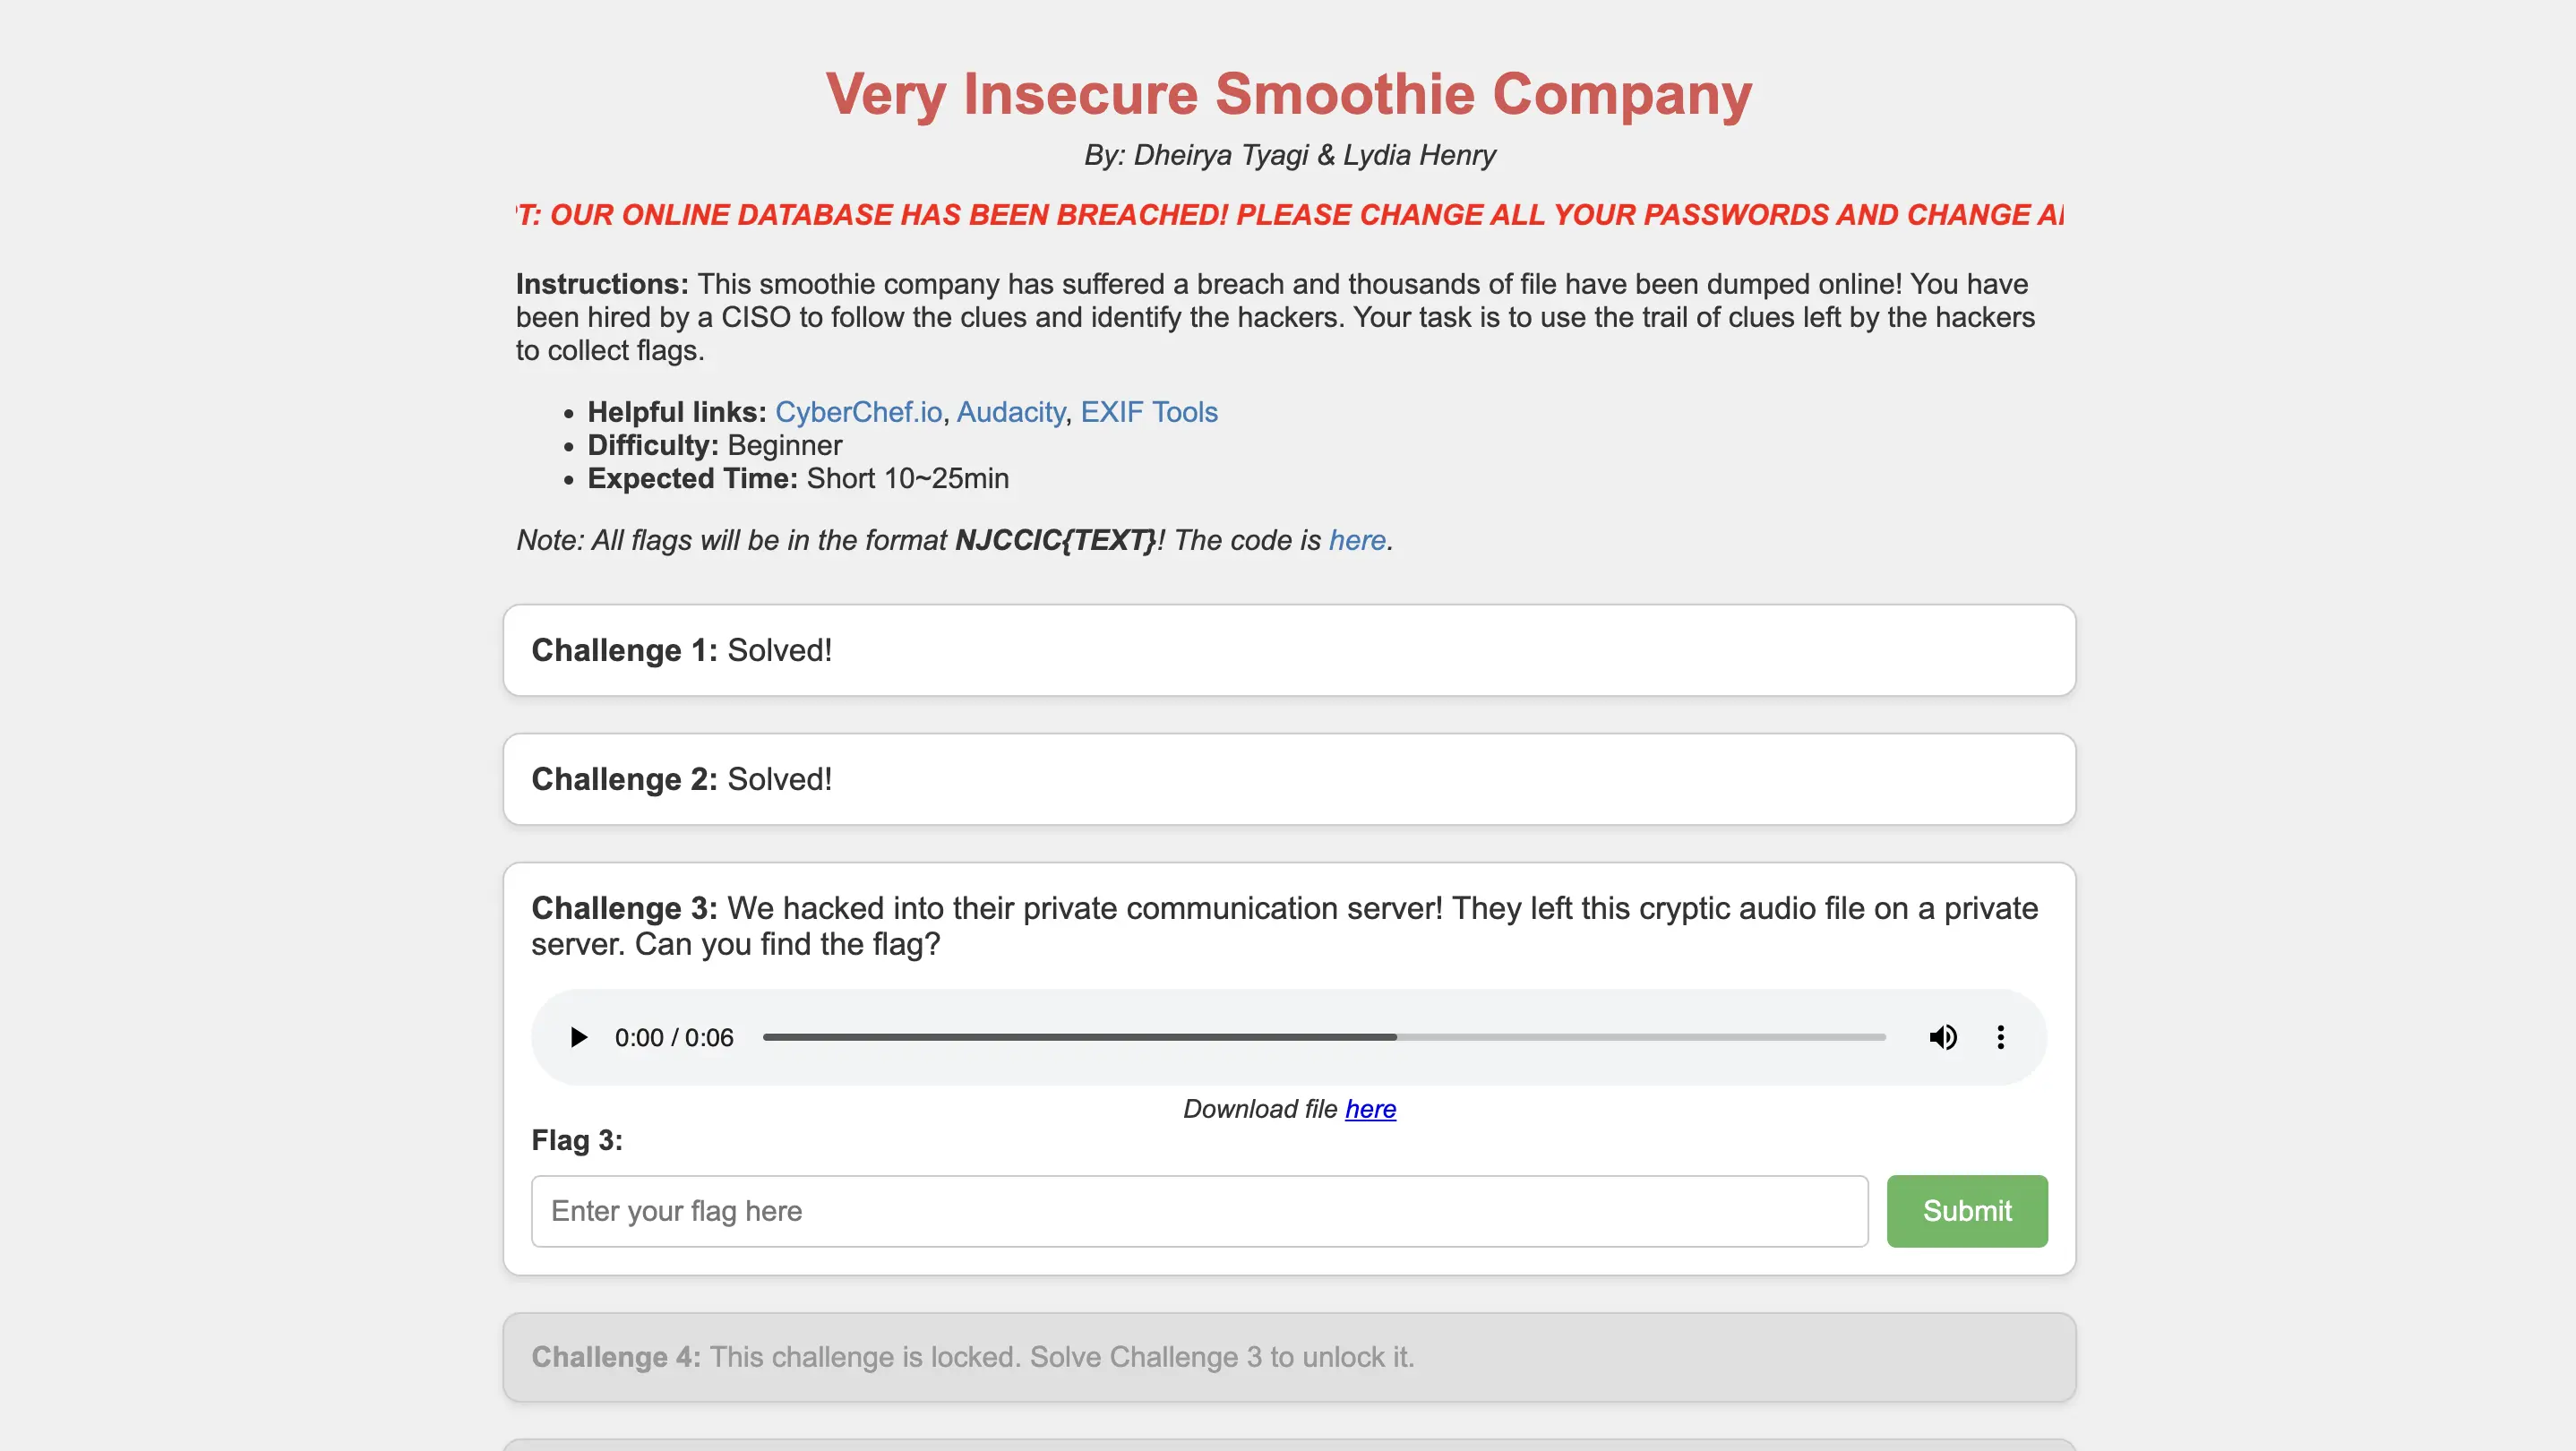 Very Insecure Smoothie Company
By: Dheirya Tyagi & Lydia Henry
T: OUR ONLINE DATABASE HAS BEEN BREACHED! PLEASE CHANGE ALL YOUR PASSWORDS AND CHANGE
Instructions: This smoothie company has suffered a breach and thousands of file have been dumped online! You have
been hired by a CISO to follow the clues and identify the hackers. Your task is to use the trail of clues left by the hackers
to collect flags.
• Helpful links: CyberChef.io, Audacity, EXIF Tools
• Difficulty: Beginner
• Expected Time: Short 10~25min
Note: All flags will be in the format NJCCIC{TEXT}! The code is here.
Challenge 1: Solved!
Challenge 2: Solved!
Challenge 3: We hacked into their private communication server! They left this cryptic audio file on a private
server. Can you find the flag?
0:00 / 0:06
Download file here
Flag 3:
Enter your flag here
Submit
Challenge 4: This challenge is locked. Solve Challenge 3 to unlock it.